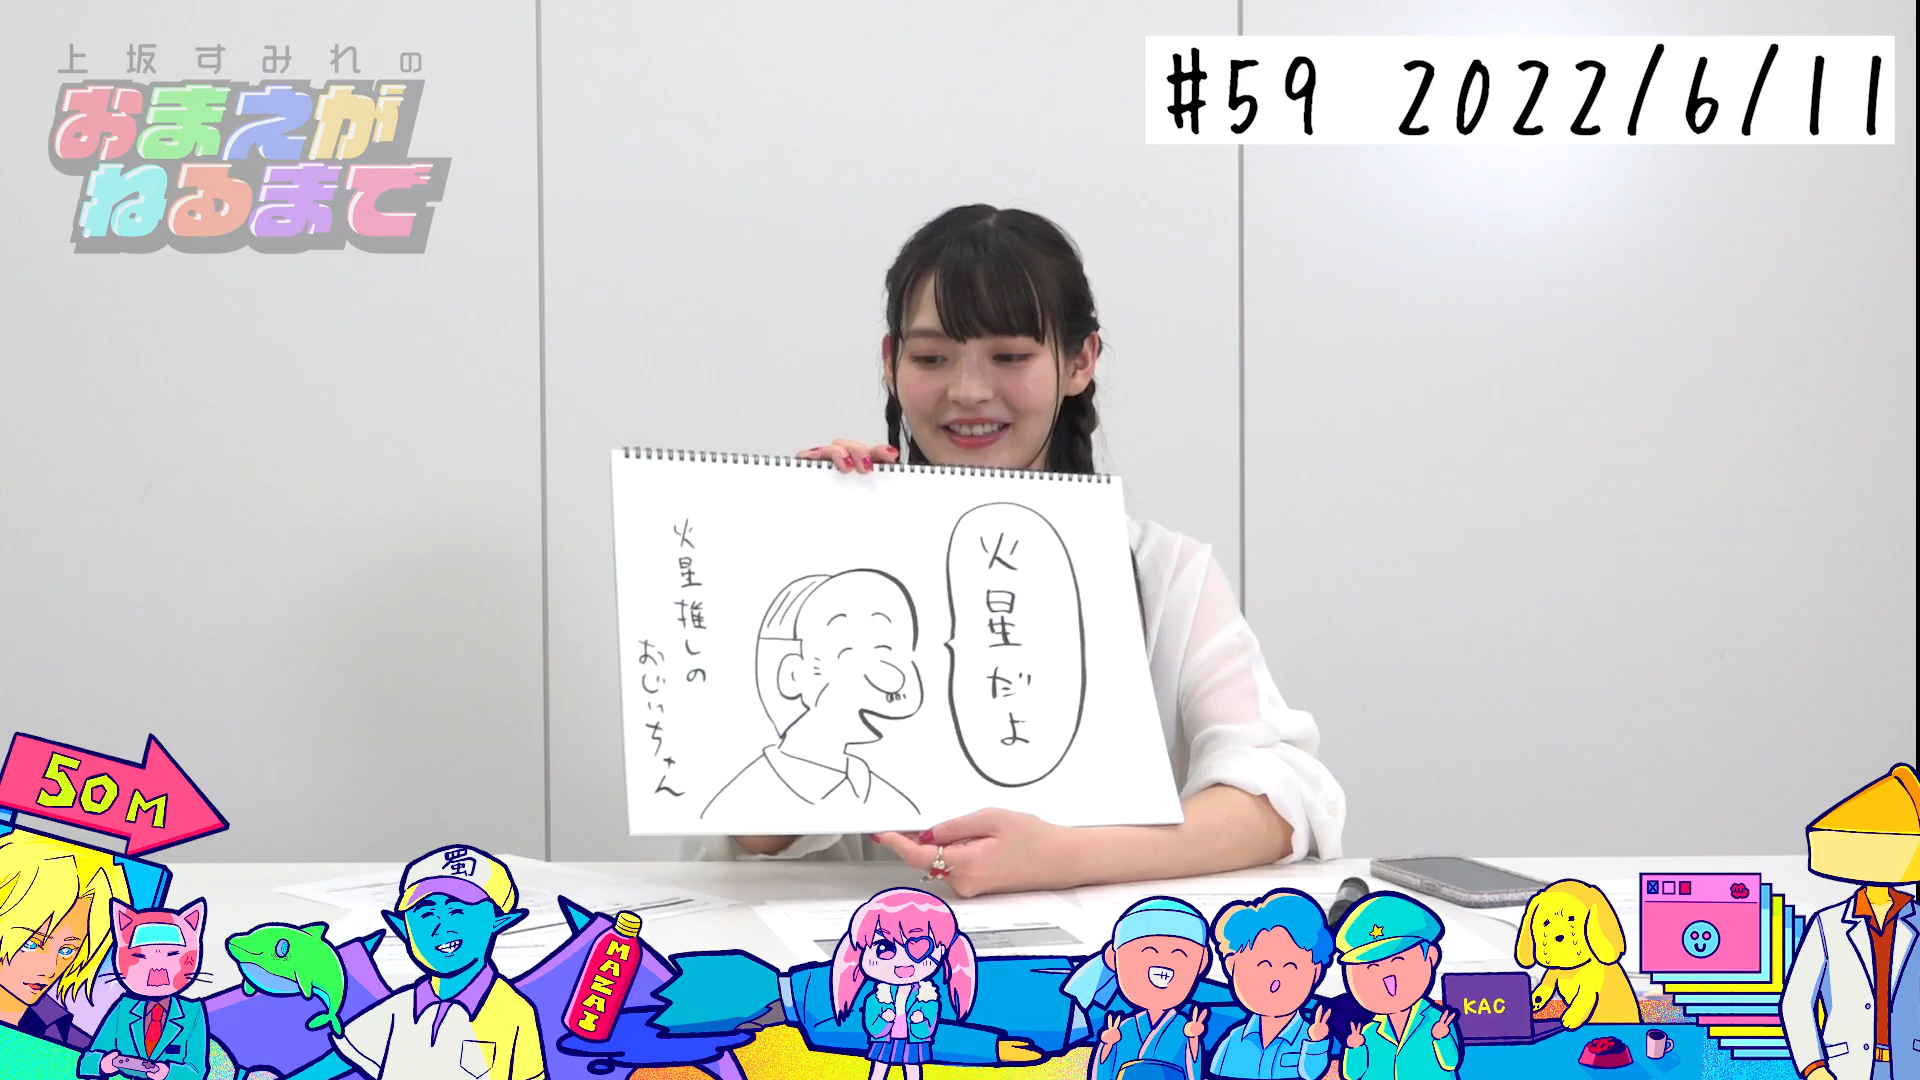 上坂すみれの
おまえが
ねるまで
#59 2022/6/11
火星だよ
火星推しの
おじいちゃん
50M
蜀
MAZAI
KAC